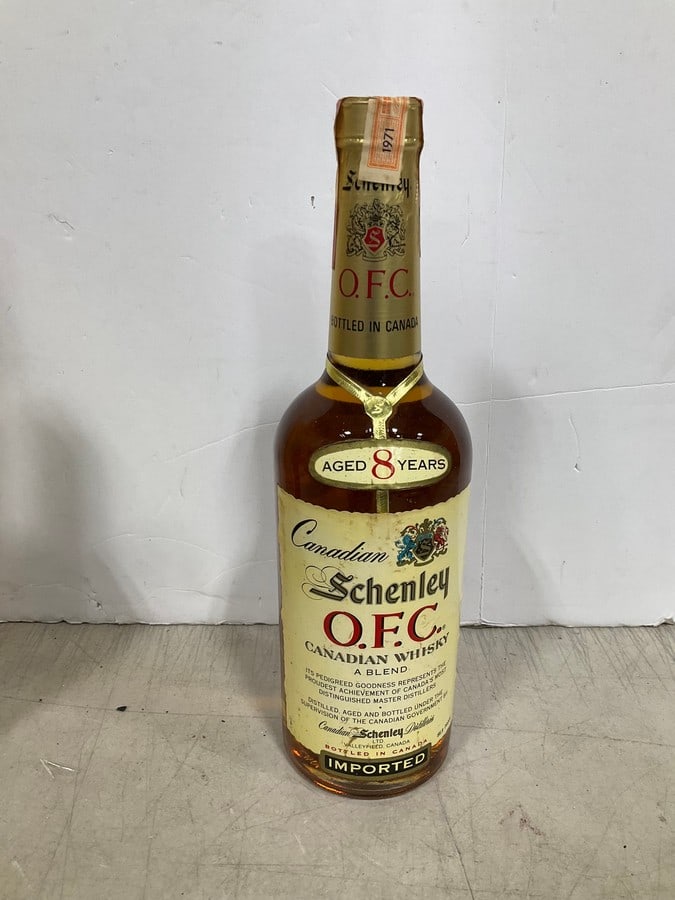 1971
Schenley
S
O.F.C.
BOTTLED IN CANADA
S
AGED 8 YEARS
Canadian
Schenley
O.F.C.
CANADIAN WHISKY
A BLEND
ITS PEDIGREED GOODNESS REPRESENTS THE
PROUDEST ACHIEVEMENT OF CANADA'S MOST
DISTINGUISHED MASTER DISTILLERS
DISTILLED, AGED AND BOTTLED UNDER THE
SUPERVISION OF THE CANADIAN GOVERNMENT BY
Canadian Schenley Distilleries
LTD.
VALLEYFIELD, CANADA
BOTTLED IN CANADA
IMPORTED